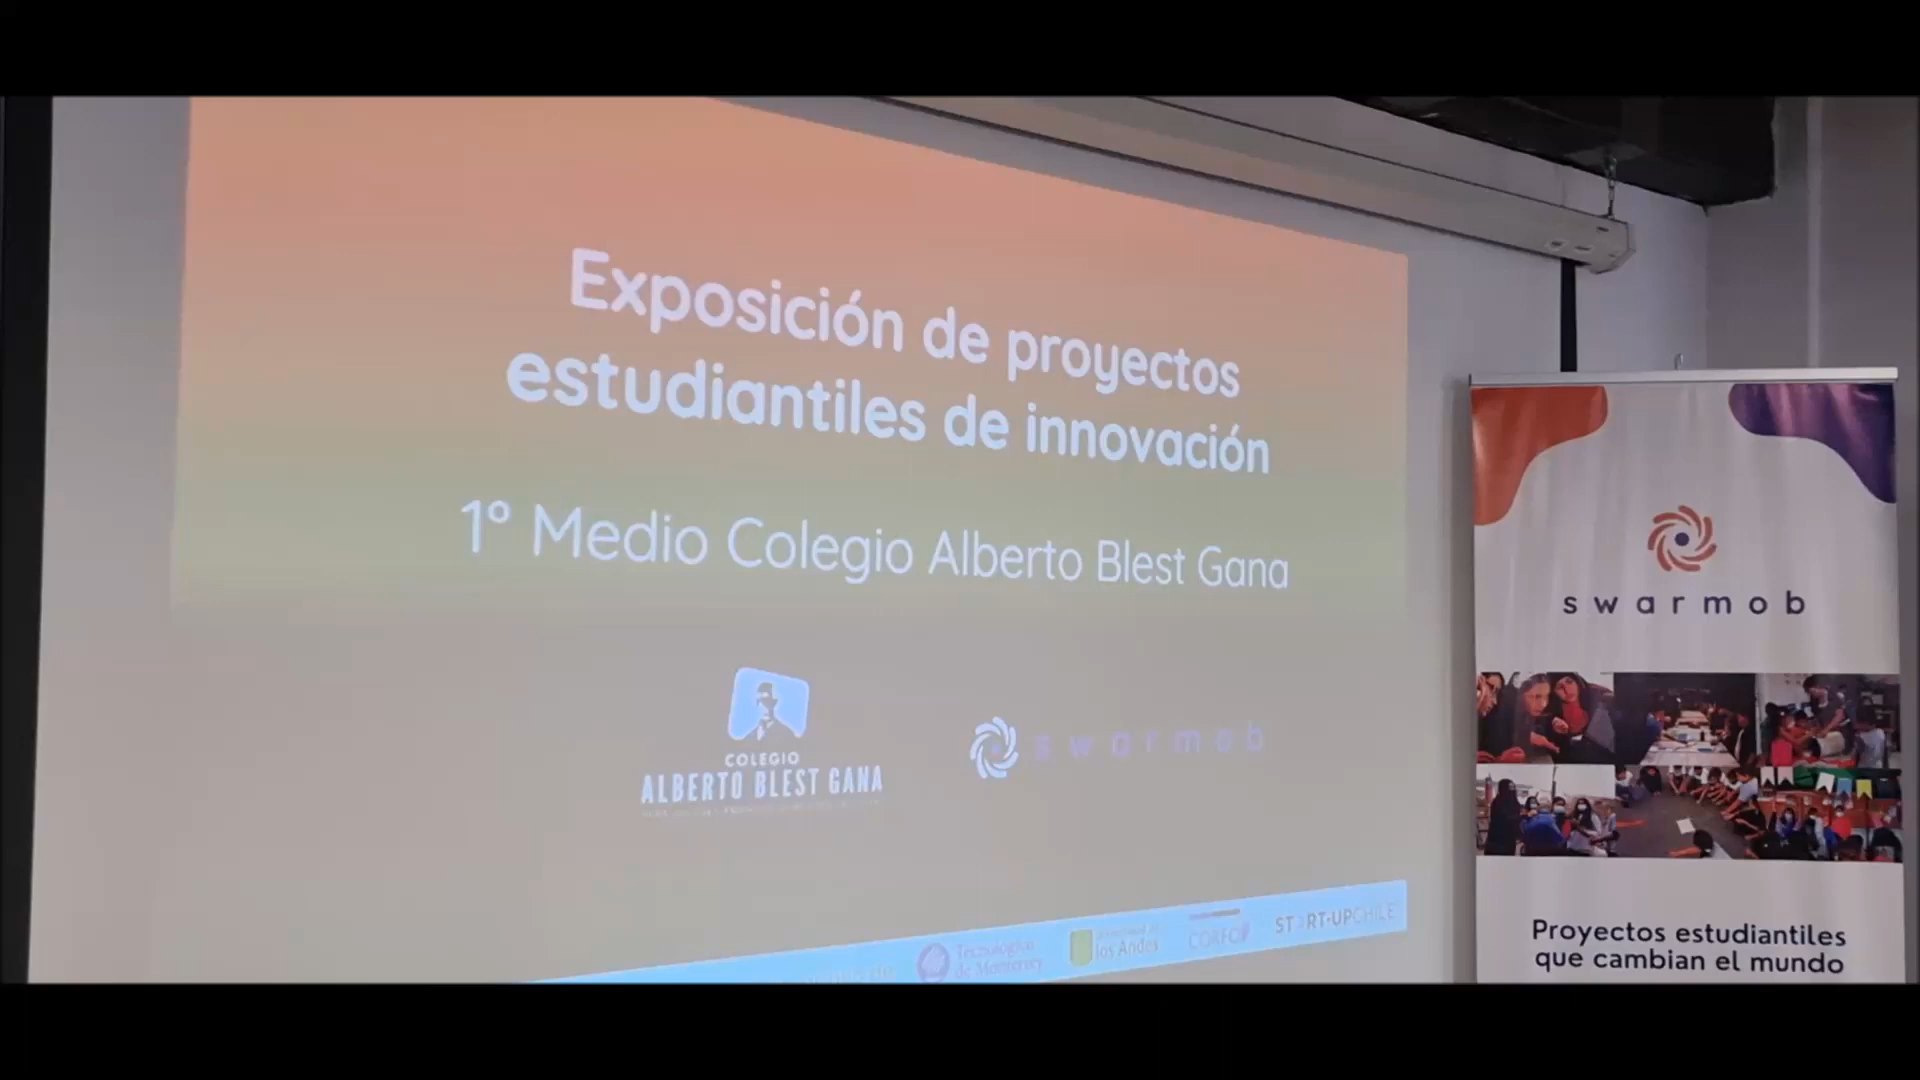 Exposición de proyectos
estudiantiles de innovación
1° Medio Colegio Alberto Blest Gana
COLEGIO
ALBERTO BLEST GANA
swarmob
Tecnológico
de Monterrey
los Andes
CORFO
START-UPCHILE
swarmob
Proyectos estudiantiles
que cambian el mundo